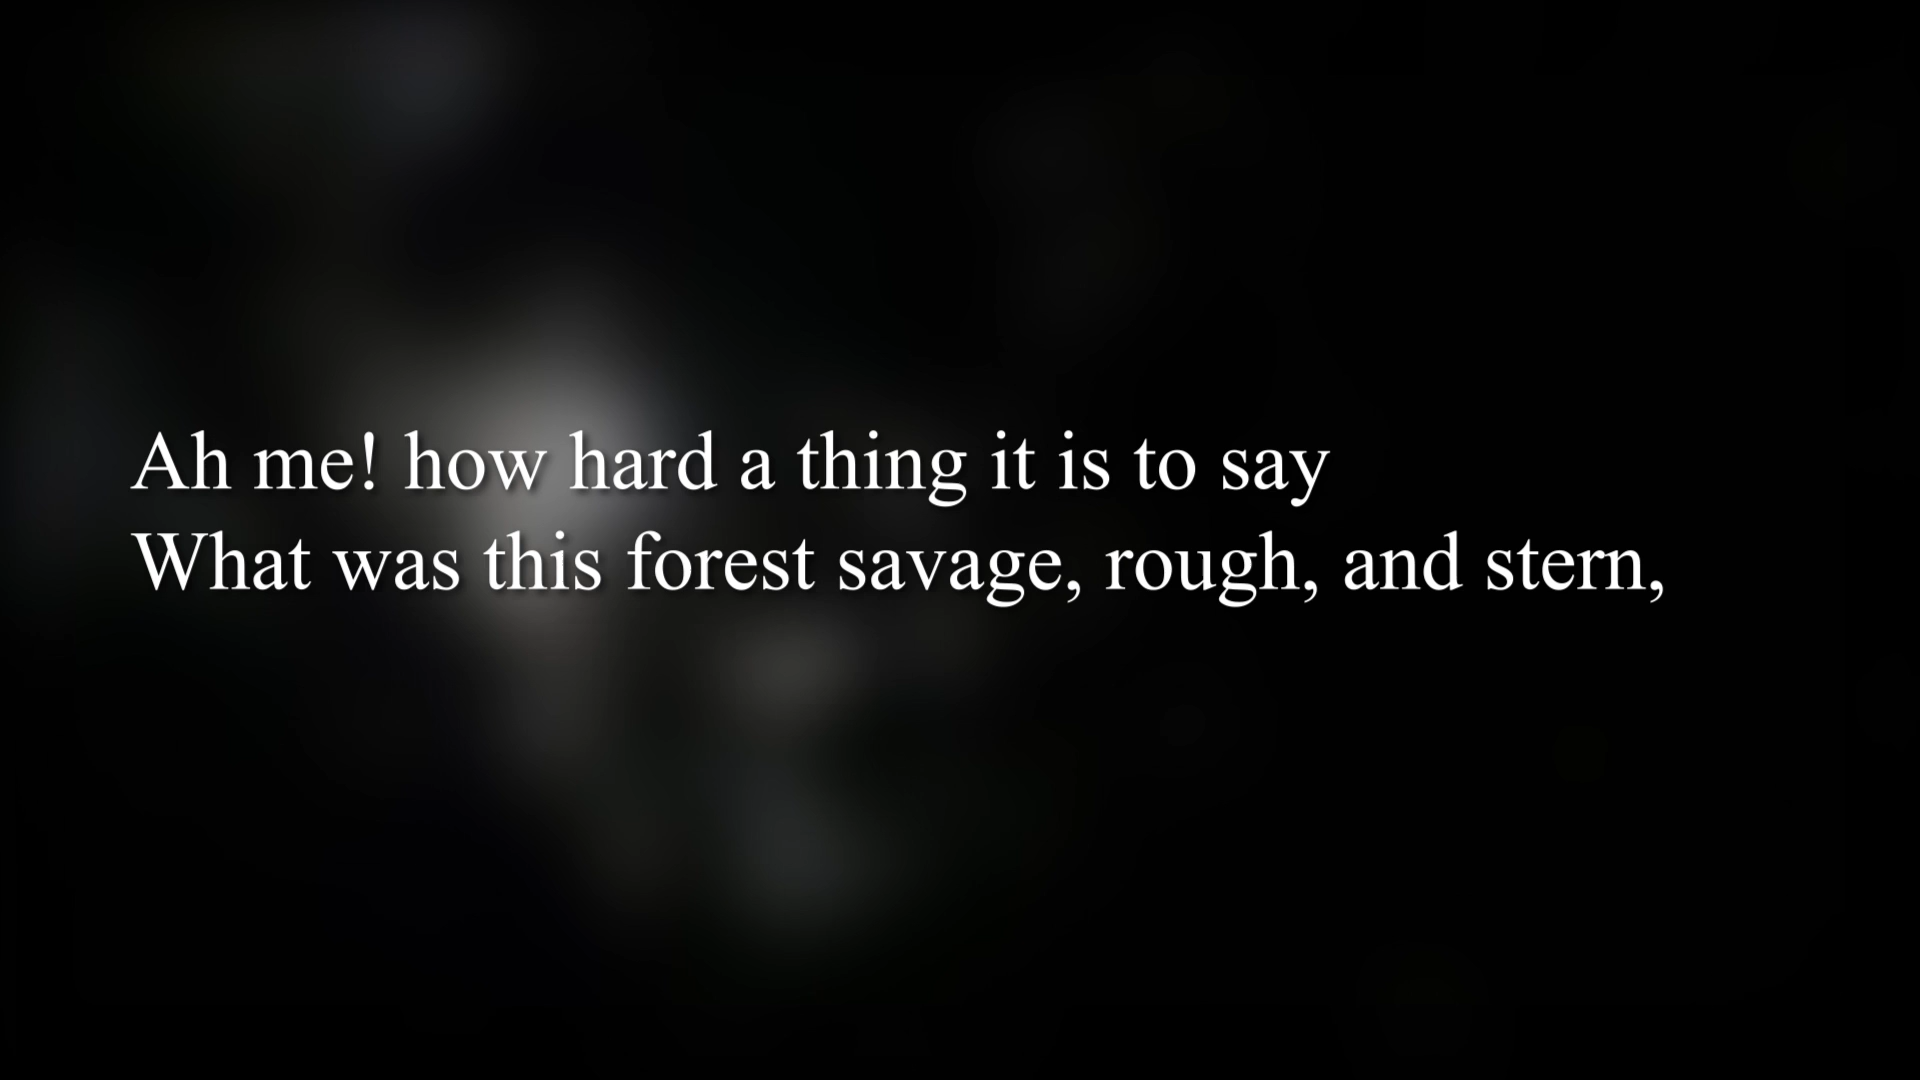 Ah me! how hard a thing it is to say
What was this forest savage, rough, and stern,